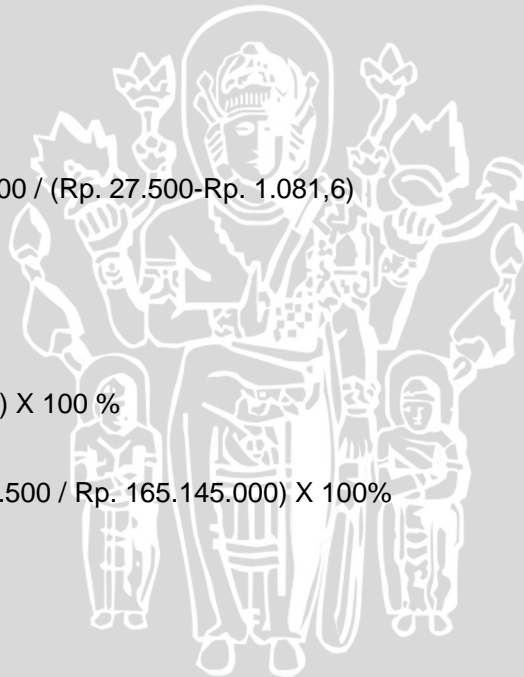 00 / (Rp. 27.500-Rp. 1.081,6)
) X 100 %
.500 / Rp. 165.145.000) X 100%